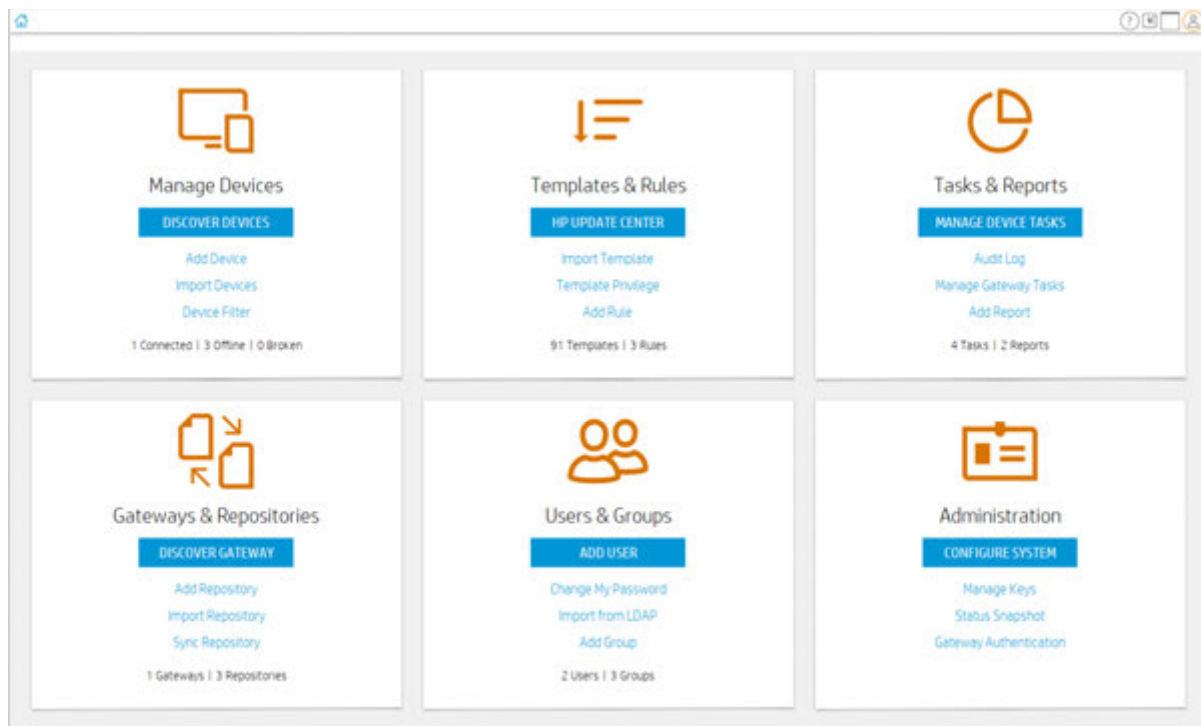 Manage Devices
DISCOVER DEVICES
Add Device
Import Devices
Device Filter
1 Connected | 3 Offline | 0 Broken
Templates & Rules
HP UPDATE CENTER
Import Template
Template Privilege
Add Rule
91 Templates | 3 Rules
Tasks & Reports
MANAGE DEVICE TASKS
Audit Log
Manage Gateway Tasks
Add Report
4 Tasks | 2 Reports
Gateways & Repositories
DISCOVER GATEWAY
Add Repository
Import Repository
Sync Repository
1 Gateways | 3 Repositories
Users & Groups
ADD USER
Change My Password
Import from LDAP
Add Group
2 Users | 3 Groups
Administration
CONFIGURE SYSTEM
Manage Keys
Status Snapshot
Gateway Authentication